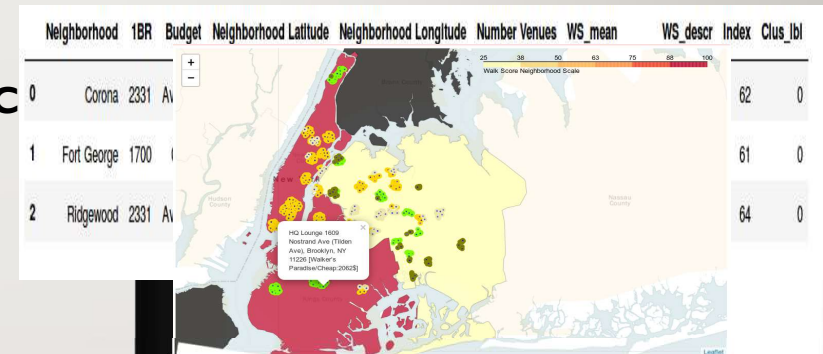 Neighborhood 1BR Budget Neighborhood Latitude Neighborhood Longitude Number Venues WS_mean WS_descr Index Clus_lbl
0 Corona 2331 Av 62 0
1 Fort George 1700 61 0
2 Ridgewood 2331 Av 64 0
c
+
−
25 38 50 63 75 88 100
Walk Score Neighborhood Scale
Hudson
County
Nassau
County
HQ Lounge 1609
Nostrand Ave (Tilden
Ave), Brooklyn, NY
11226 [Walker's
Paradise/Cheap:2062$]
×
Leaflet